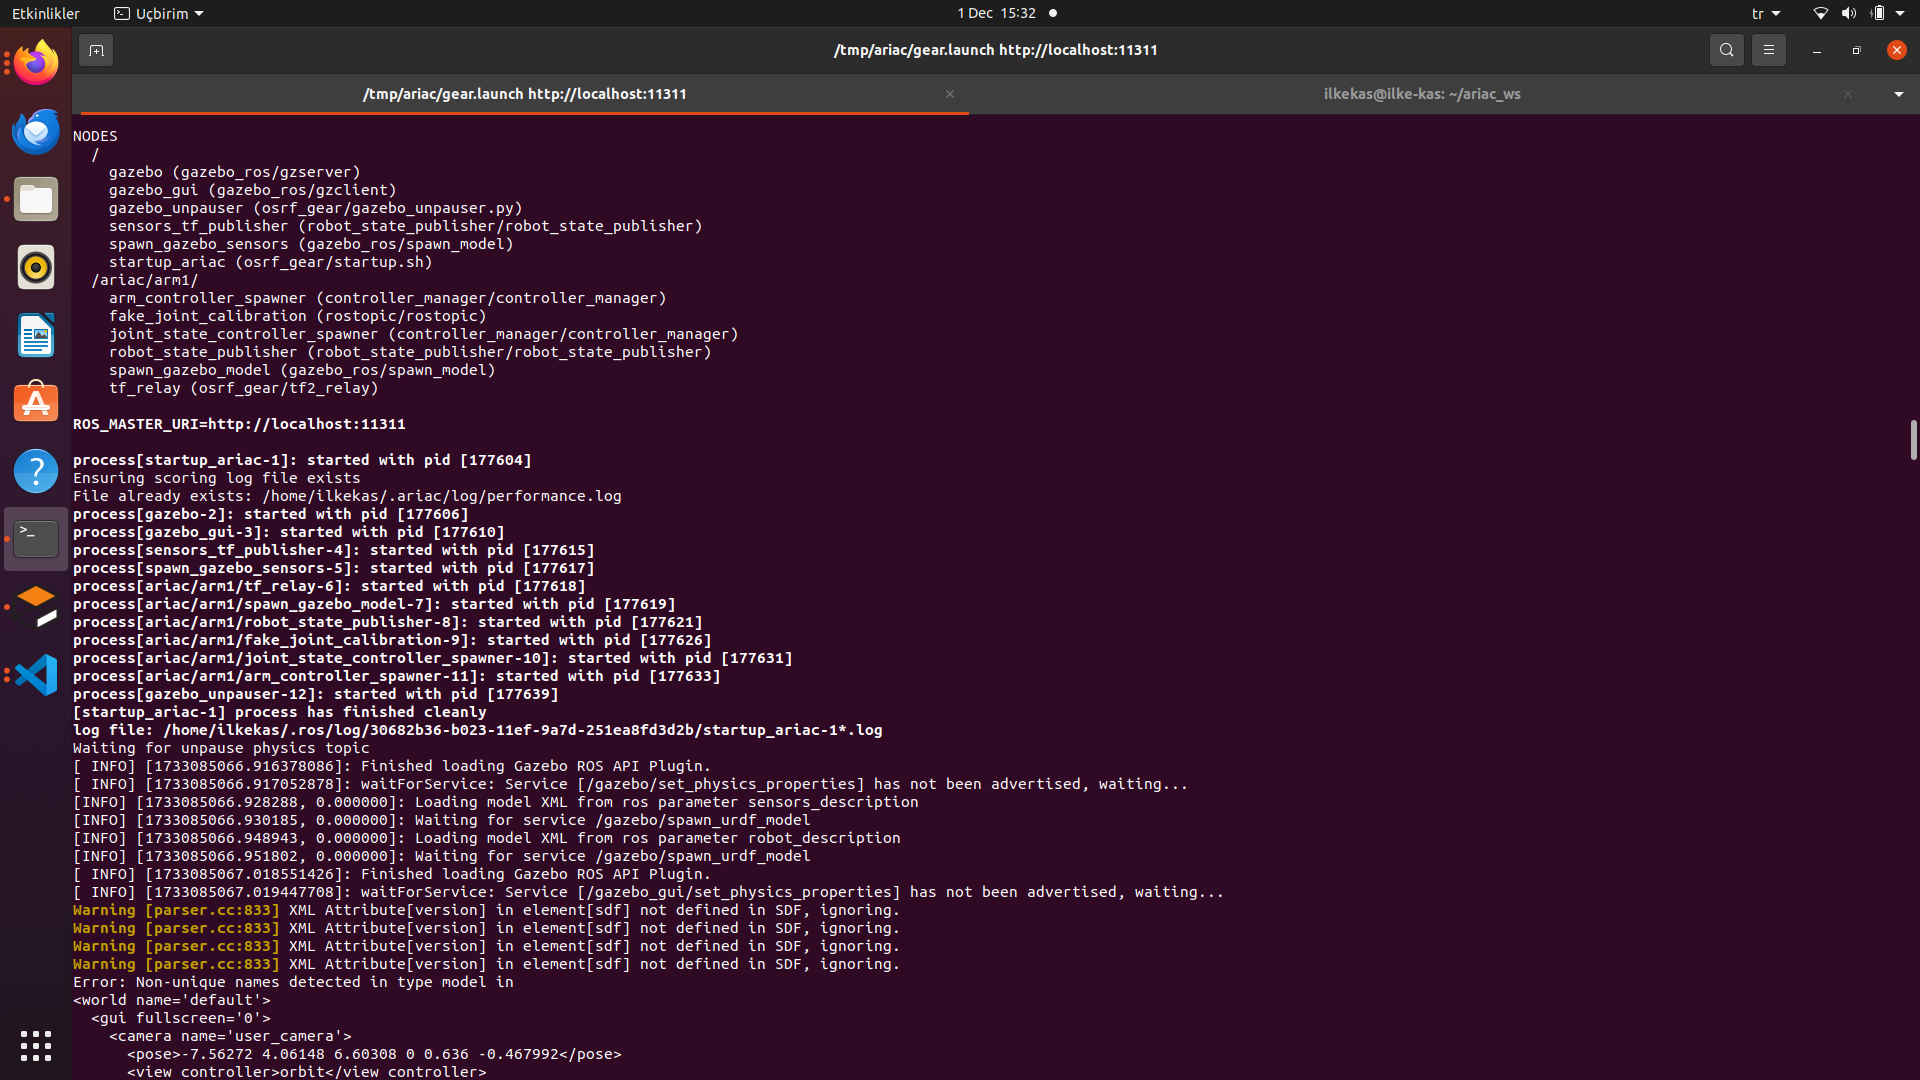 Etkinlikler
Uçbirim
1 Dec 15:32
tr
/tmp/ariac/gear.launch http://localhost:11311
/tmp/ariac/gear.launch http://localhost:11311
ilkekas@ilke-kas: ~/ariac_ws
NODES
  /
    gazebo (gazebo_ros/gzserver)
    gazebo_gui (gazebo_ros/gzclient)
    gazebo_unpauser (osrf_gear/gazebo_unpauser.py)
    sensors_tf_publisher (robot_state_publisher/robot_state_publisher)
    spawn_gazebo_sensors (gazebo_ros/spawn_model)
    startup_ariac (osrf_gear/startup.sh)
  /ariac/arm1/
    arm_controller_spawner (controller_manager/controller_manager)
    fake_joint_calibration (rostopic/rostopic)
    joint_state_controller_spawner (controller_manager/controller_manager)
    robot_state_publisher (robot_state_publisher/robot_state_publisher)
    spawn_gazebo_model (gazebo_ros/spawn_model)
    tf_relay (osrf_gear/tf2_relay)
ROS_MASTER_URI=http://localhost:11311
process[startup_ariac-1]: started with pid [177604]
Ensuring scoring log file exists
File already exists: /home/ilkekas/.ariac/log/performance.log
process[gazebo-2]: started with pid [177606]
process[gazebo_gui-3]: started with pid [177610]
process[sensors_tf_publisher-4]: started with pid [177615]
process[spawn_gazebo_sensors-5]: started with pid [177617]
process[ariac/arm1/tf_relay-6]: started with pid [177618]
process[ariac/arm1/spawn_gazebo_model-7]: started with pid [177619]
process[ariac/arm1/robot_state_publisher-8]: started with pid [177621]
process[ariac/arm1/fake_joint_calibration-9]: started with pid [177626]
process[ariac/arm1/joint_state_controller_spawner-10]: started with pid [177631]
process[ariac/arm1/arm_controller_spawner-11]: started with pid [177633]
process[gazebo_unpauser-12]: started with pid [177639]
[startup_ariac-1] process has finished cleanly
log file: /home/ilkekas/.ros/log/30682b36-b023-11ef-9a7d-251ea8fd3d2b/startup_ariac-1*.log
Waiting for unpause physics topic
[ INFO] [1733085066.916378086]: Finished loading Gazebo ROS API Plugin.
[ INFO] [1733085066.917052878]: waitForService: Service [/gazebo/set_physics_properties] has not been advertised, waiting...
[INFO] [1733085066.928288, 0.000000]: Loading model XML from ros parameter sensors_description
[INFO] [1733085066.930185, 0.000000]: Waiting for service /gazebo/spawn_urdf_model
[INFO] [1733085066.948943, 0.000000]: Loading model XML from ros parameter robot_description
[INFO] [1733085066.951802, 0.000000]: Waiting for service /gazebo/spawn_urdf_model
[ INFO] [1733085067.018551426]: Finished loading Gazebo ROS API Plugin.
[ INFO] [1733085067.019447708]: waitForService: Service [/gazebo_gui/set_physics_properties] has not been advertised, waiting...
Warning [parser.cc:833] XML Attribute[version] in element[sdf] not defined in SDF, ignoring.
Warning [parser.cc:833] XML Attribute[version] in element[sdf] not defined in SDF, ignoring.
Warning [parser.cc:833] XML Attribute[version] in element[sdf] not defined in SDF, ignoring.
Warning [parser.cc:833] XML Attribute[version] in element[sdf] not defined in SDF, ignoring.
Error: Non-unique names detected in type model in
<world name='default'>
  <gui fullscreen='0'>
    <camera name='user_camera'>
      <pose>-7.56272 4.06148 6.60308 0 0.636 -0.467992</pose>
      <view_controller>orbit</view_controller>